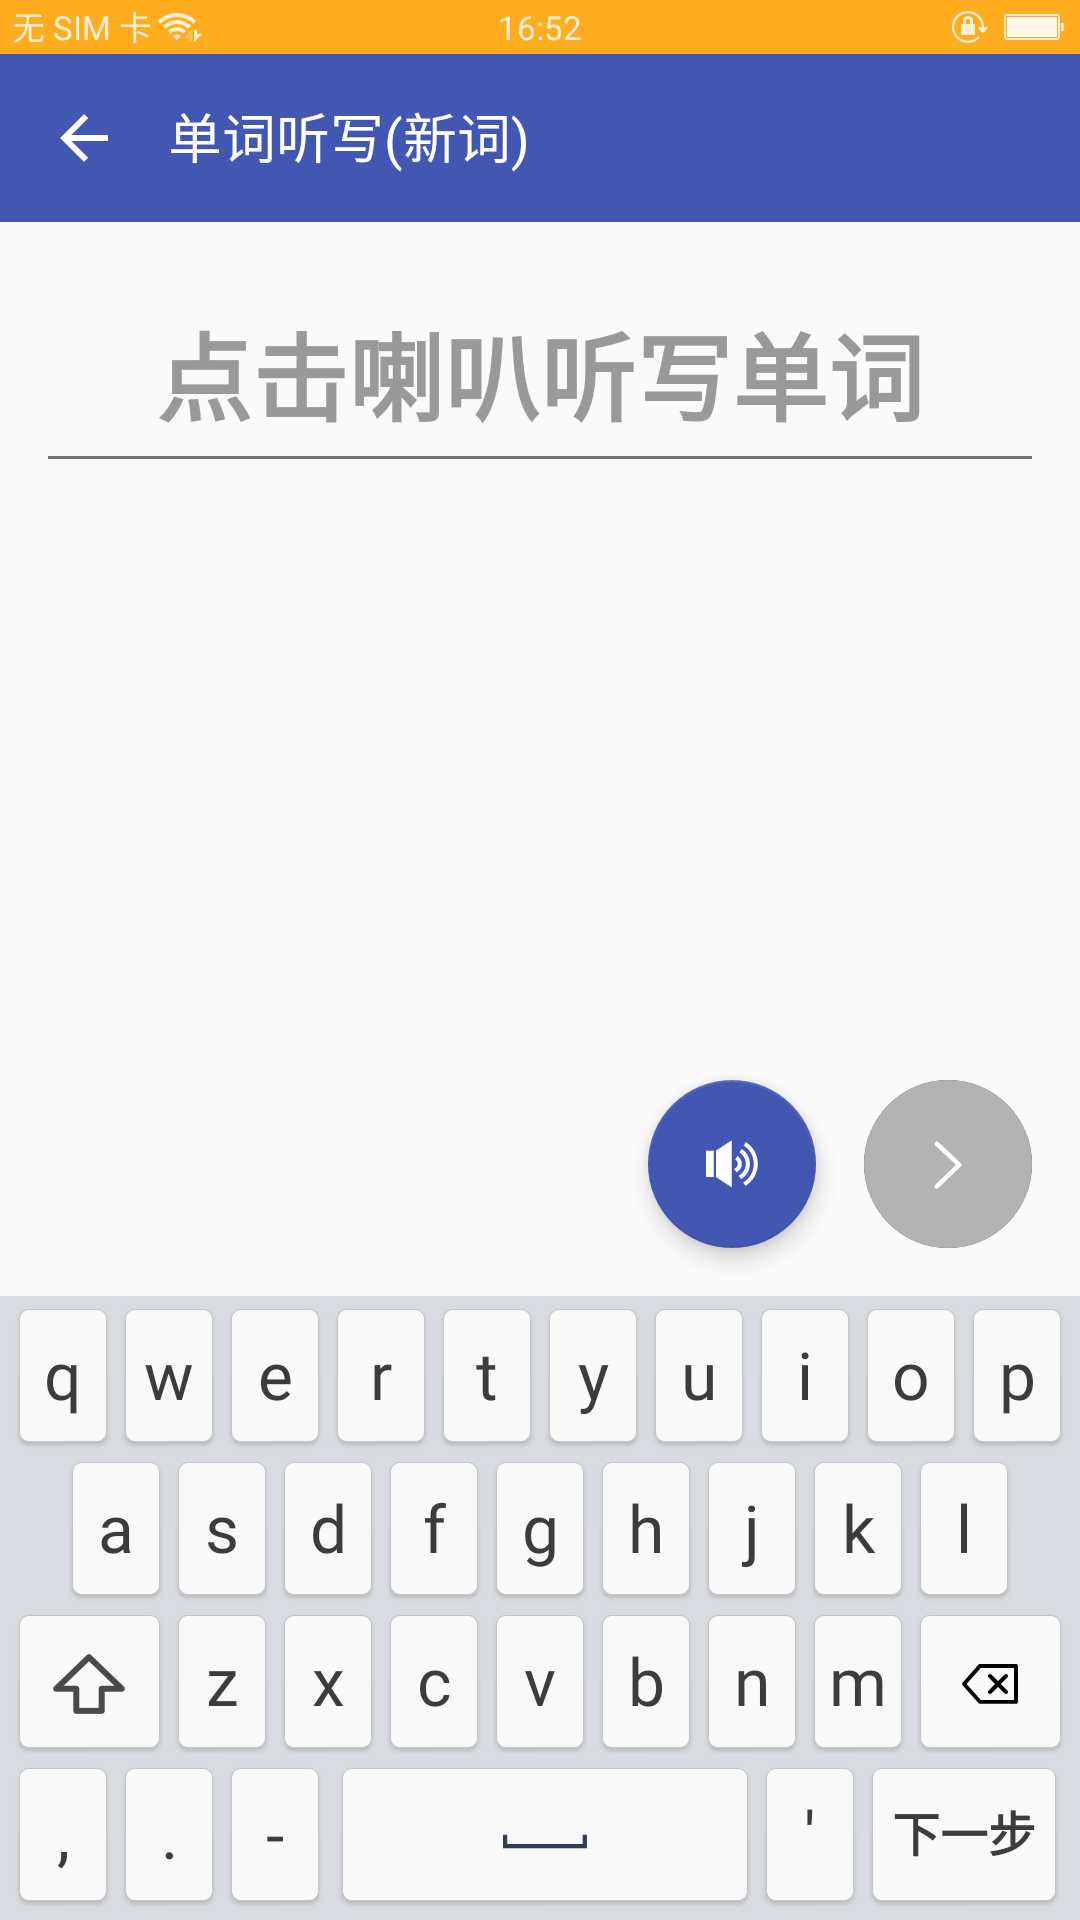 无 SIM 卡 16:52
单词听写(新词)
点击喇叭听写单词
q w e r t y u i o p
a s d f g h j k l
z x c v b n m
, . - ' 下一步